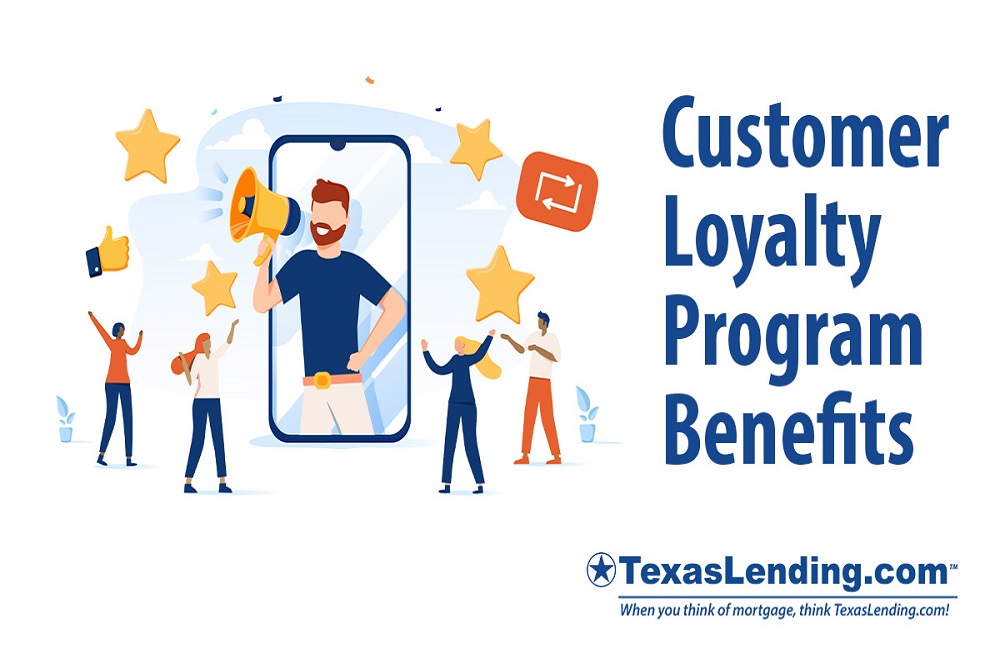 Customer
Loyalty
Program
Benefits
TexasLending.com™
When you think of mortgage, think TexasLending.com!